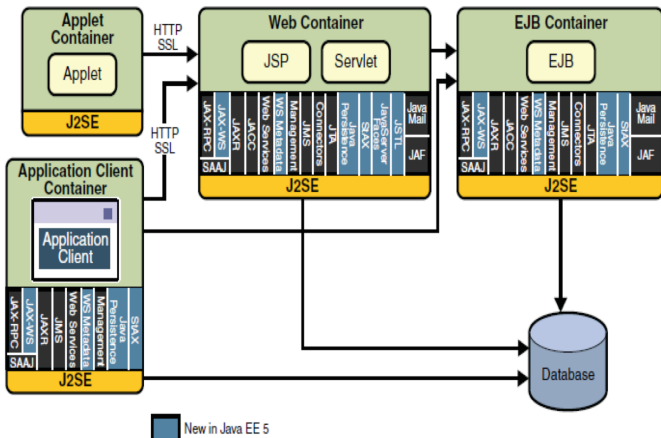 Applet
Container
Applet
J2SE
HTTP
SSL
HTTP
SSL
Web Container
JSP
Servlet
JAX-RPC
JAX-WS
SAAJ
JAXR
JACC
Web Services
WS Metadata
Management
JMS
Connectors
JTA
Java
Persistence
StAX
JavaServer
Faces
JSTL
Java
Mail
JAF
J2SE
EJB Container
EJB
JAX-RPC
JAX-WS
SAAJ
JAXR
JACC
Web Services
WS Metadata
Management
JMS
Connectors
JTA
Java
Persistence
StAX
Java
Mail
JAF
J2SE
Application Client
Container
Application
Client
JAX-RPC
JAX-WS
SAAJ
JAXR
JMS
Web Services
WS Metadata
Management
Java
Persistence
StAX
J2SE
Database
New in Java EE 5